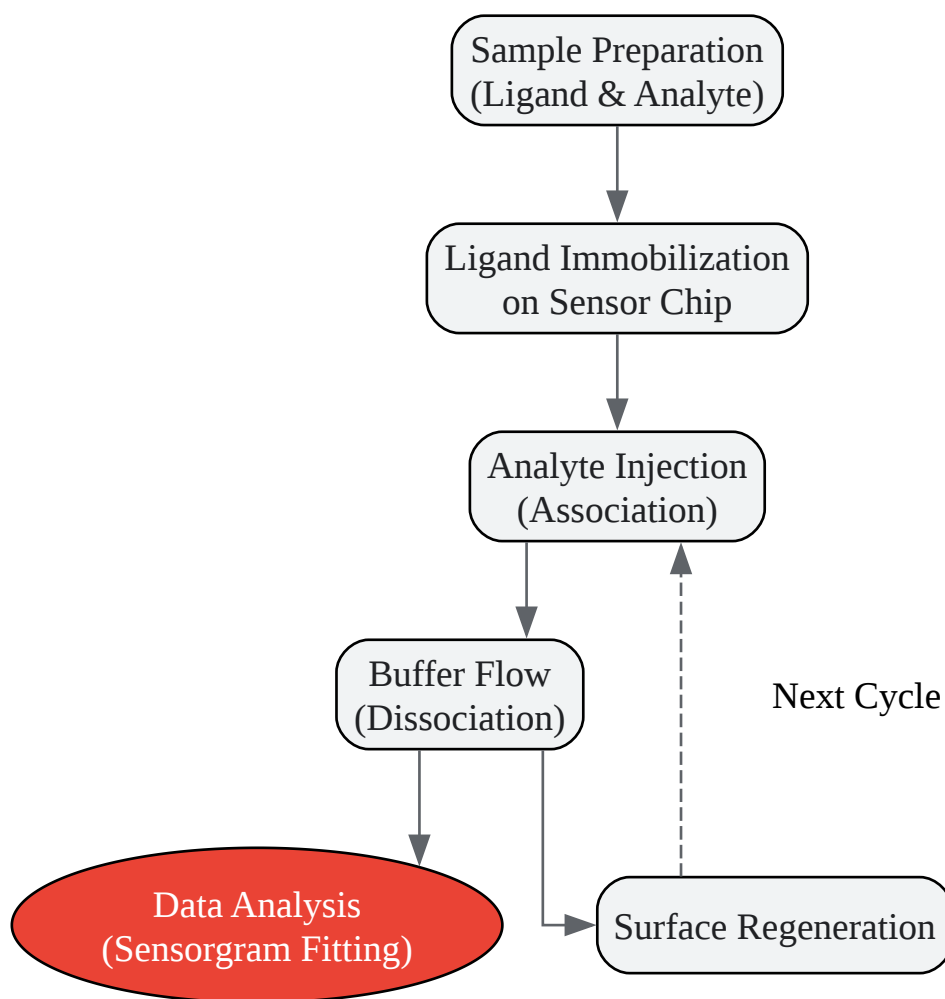 Sample Preparation
(Ligand & Analyte)
Ligand Immobilization
on Sensor Chip
Analyte Injection
(Association)
Buffer Flow
(Dissociation)
Next Cycle
Data Analysis
(Sensorgram Fitting)
Surface Regeneration